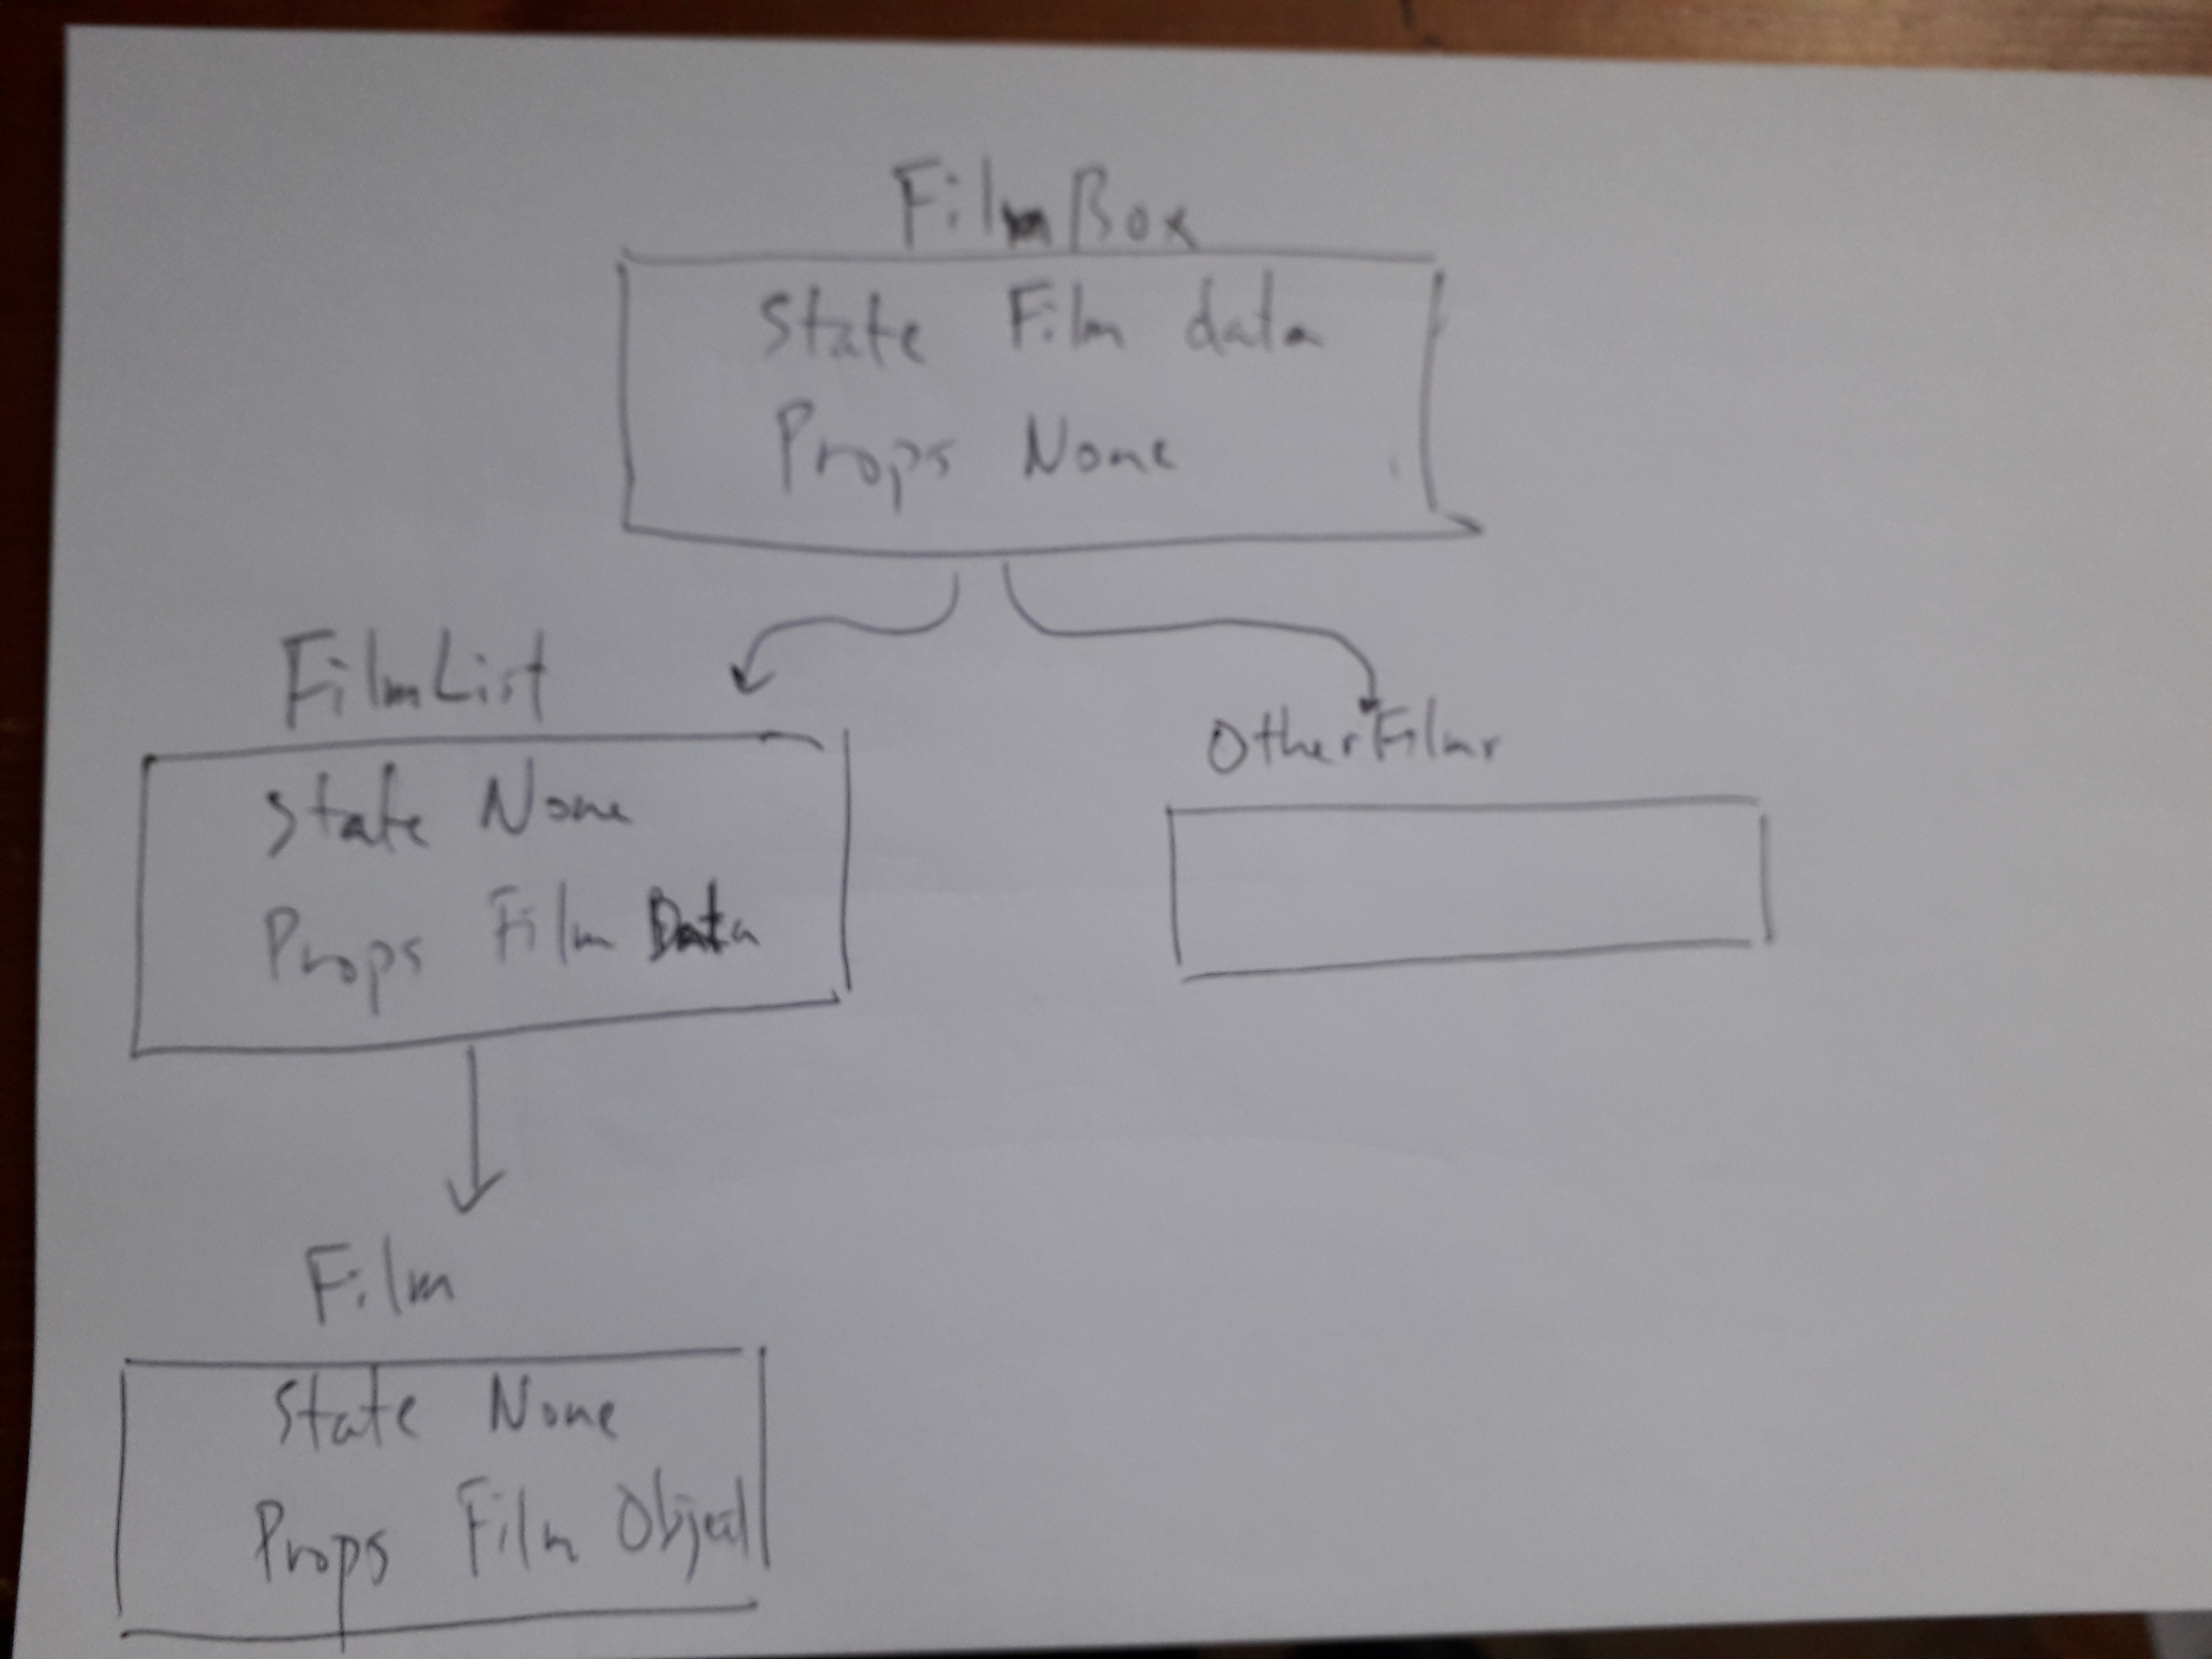 FilmBox
State Film data
Props None
FilmList
State None
Props Film Data
OtherFilms
Film
State None
Props Film Object